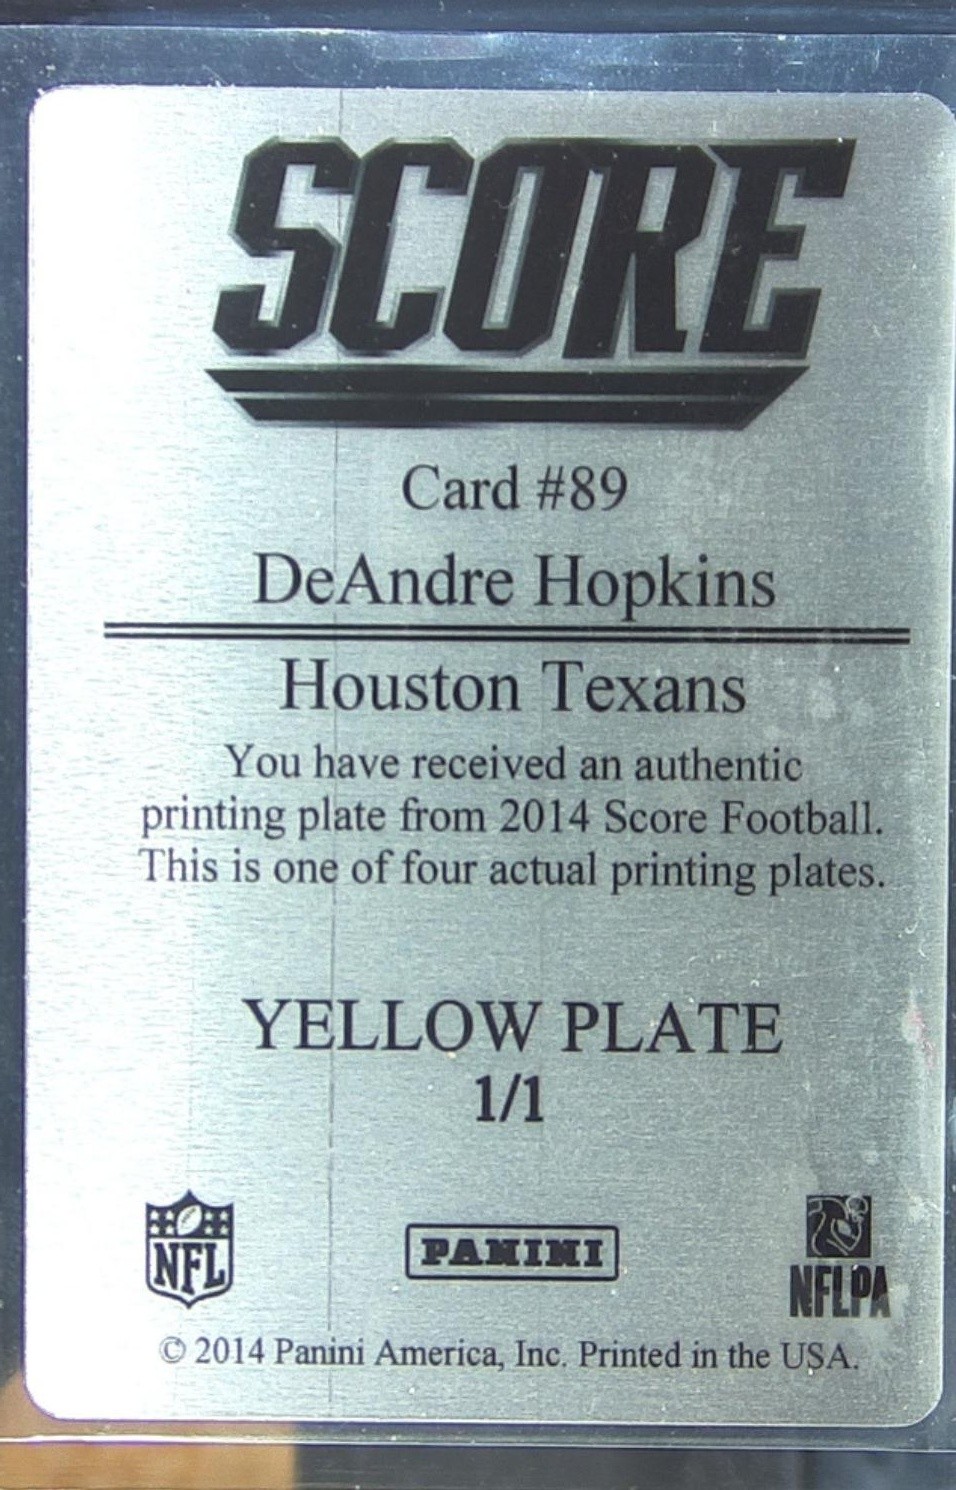 SCORE
Card #89
DeAndre Hopkins
Houston Texans
You have received an authentic
printing plate from 2014 Score Football.
This is one of four actual printing plates.
YELLOW PLATE
1/1
NFL
PANINI
NFLPA
© 2014 Panini America, Inc. Printed in the USA.